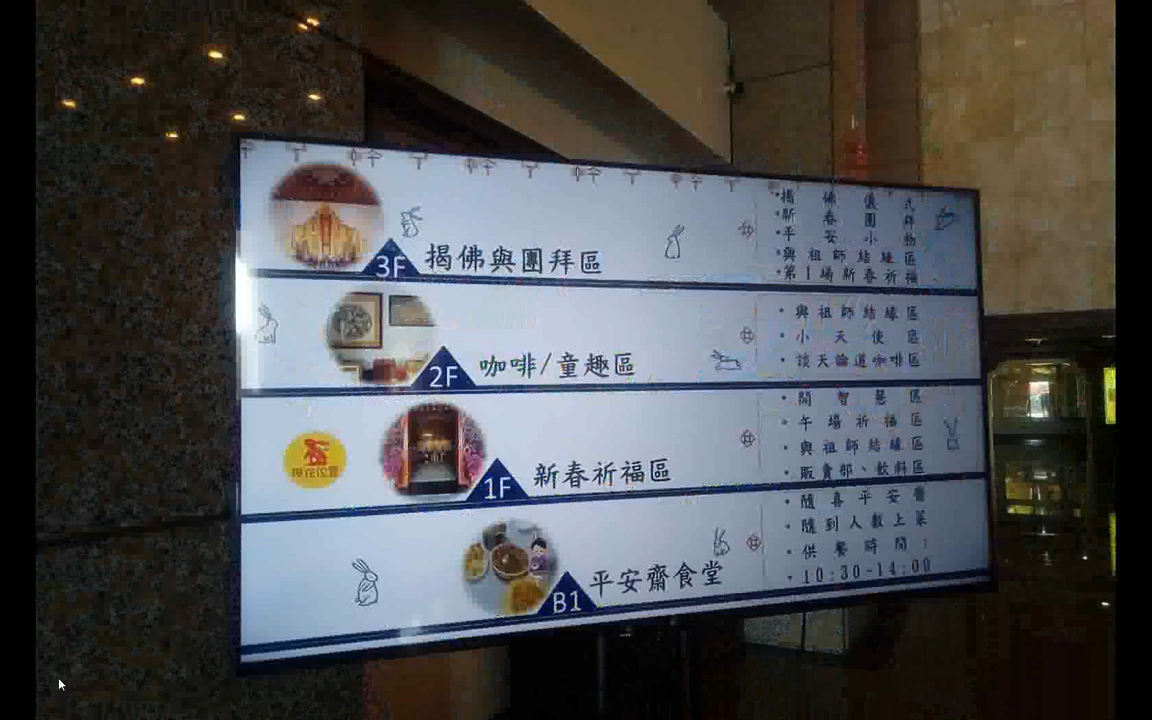 3F 揭佛與團拜區
•揭佛儀式
•新春團拜
•平安小物
•與祖師結緣區
•第1場新春祈福
2F 咖啡/童趣區
•與祖師結緣區
•小天使區
•談天論道咖啡區
現在位置
1F 新春祈福區
•開智慧區
•午場祈福區
•與祖師結緣區
•販賣部、飲料區
B1 平安齋食堂
•隨喜平安齋
•隨到人數上菜
•供餐時間:
•10:30-14:00